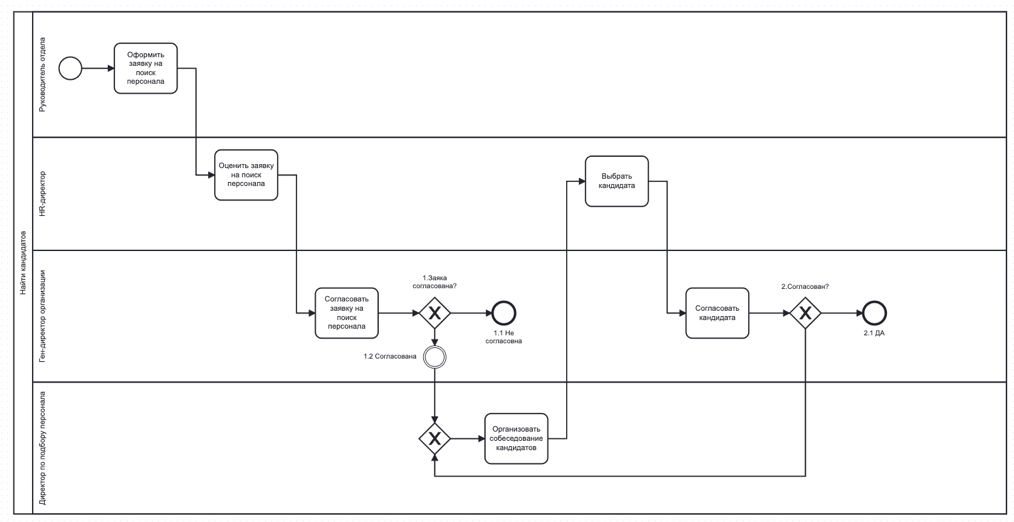 Найти кандидатов
Руководитель отдела
Оформить
заявку на
поиск
персонала
HR-директор
Оценить заявку
на поиск
персонала
Выбрать
кандидата
Ген-директор организации
Согласовать
заявку на
поиск
персонала
1.Заяка
согласована?
1.1 Не
согласовна
1.2 Согласована
Согласовать
кандидата
2.Согласован?
2.1 ДА
Директор по подбору персонала
Организовать
собеседование
кандидатов